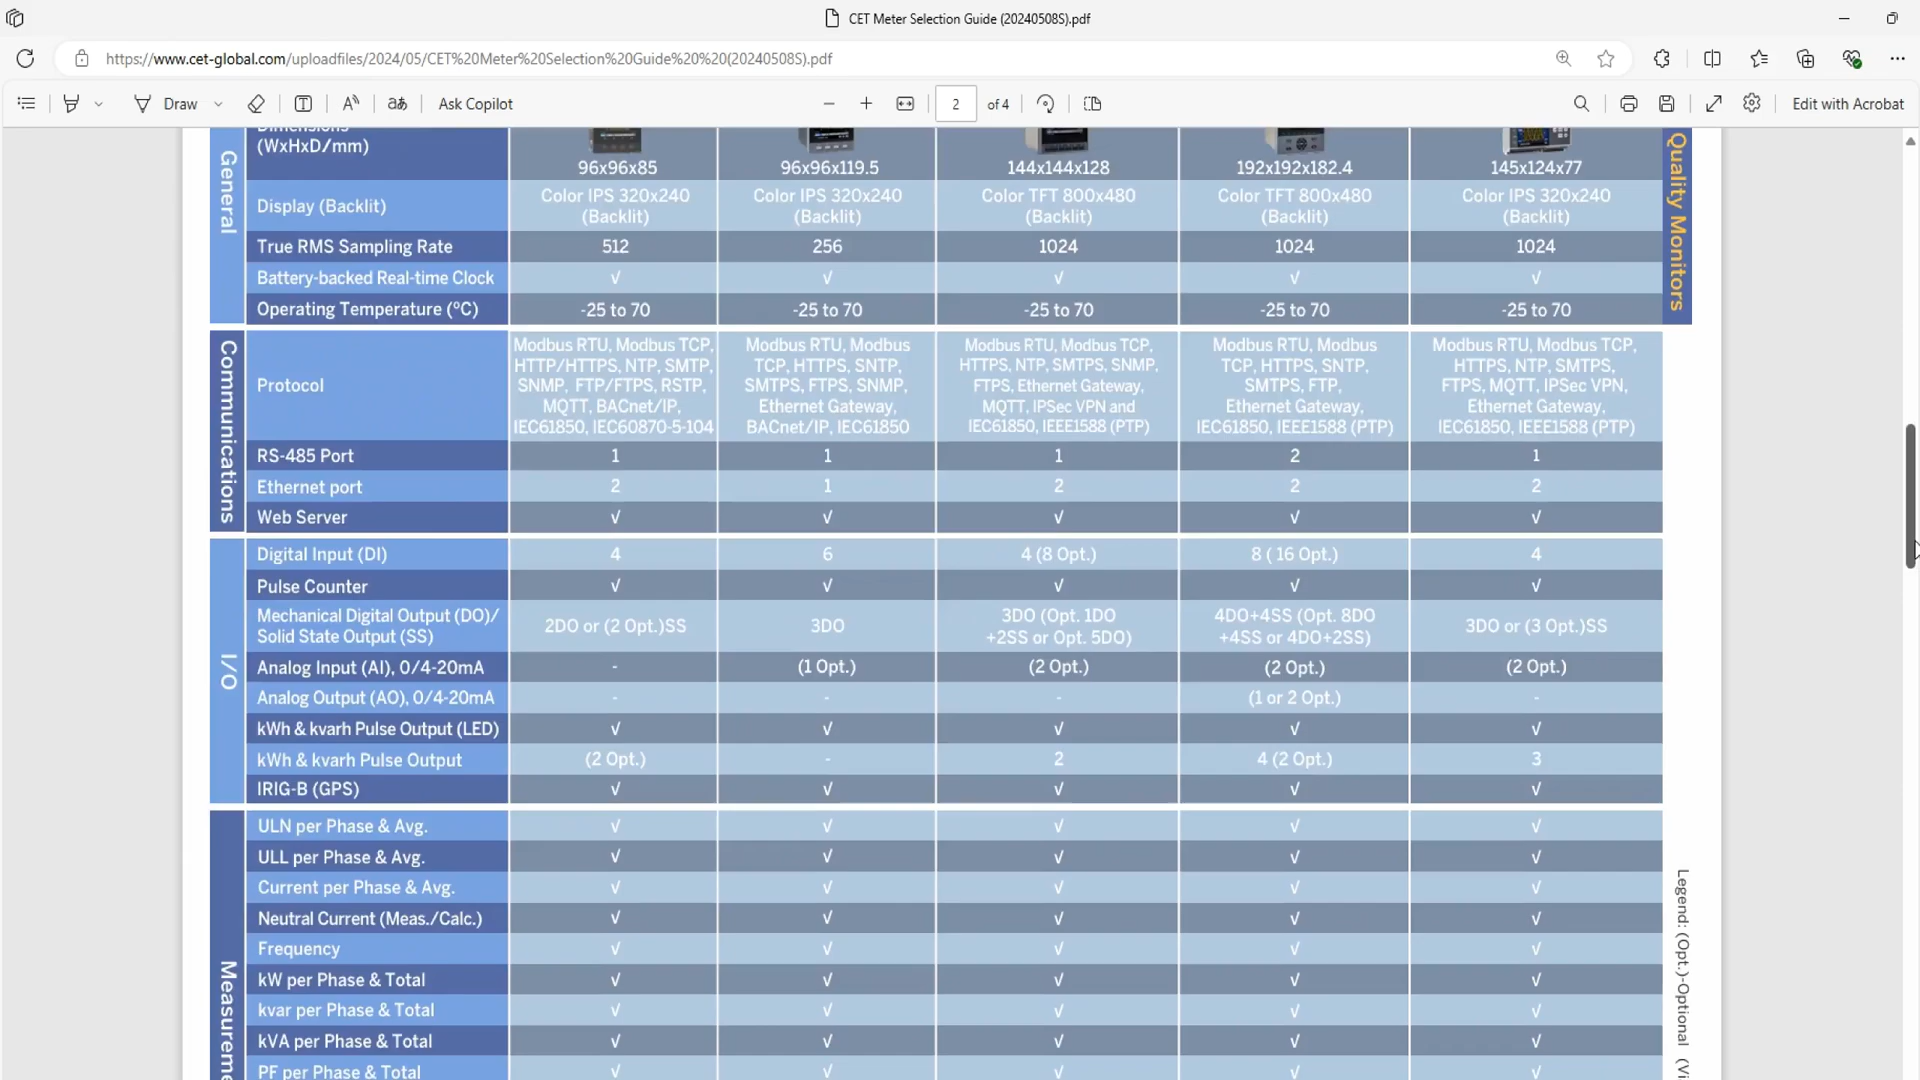 CET Meter Selection Guide (20240508S).pdf
https://www.cet-global.com/uploadfiles/2024/05/CET%20Meter%20Selection%20Guide%20%20(20240508S).pdf
Draw
Ask Copilot
2 of 4
Edit with Acrobat
General
Dimensions
(WxHxD/mm)
96x96x85 96x96x119.5 144x144x128 192x192x182.4 145x124x77
Display (Backlit)
Color IPS 320x240 Color IPS 320x240 Color TFT 800x480 Color TFT 800x480 Color IPS 320x240
(Backlit) (Backlit) (Backlit) (Backlit) (Backlit)
True RMS Sampling Rate 512 256 1024 1024 1024
Battery-backed Real-time Clock √ √ √ √ √
Operating Temperature (°C) -25 to 70 -25 to 70 -25 to 70 -25 to 70 -25 to 70
Quality Monitors
Communications
Protocol
Modbus RTU, Modbus TCP, Modbus RTU, Modbus Modbus RTU, Modbus TCP, Modbus RTU, Modbus Modbus RTU, Modbus TCP,
HTTP/HTTPS, NTP, SMTP, TCP, HTTPS, SNTP, HTTPS, NTP, SMTPS, SNMP, TCP, HTTPS, SNTP, HTTPS, NTP, SMTPS,
SNMP, FTP/FTPS, RSTP, SMTPS, FTPS, SNMP, FTPS, Ethernet Gateway, SMTPS, FTP, FTPS, MQTT, IPSec VPN,
MQTT, BACnet/IP, Ethernet Gateway, MQTT, IPSec VPN and Ethernet Gateway, Ethernet Gateway,
IEC61850, IEC60870-5-104 BACnet/IP, IEC61850 IEC61850, IEEE1588 (PTP) IEC61850, IEEE1588 (PTP) IEC61850, IEEE1588 (PTP)
RS-485 Port 1 1 1 2 1
Ethernet port 2 1 2 2 2
Web Server √ √ √ √ √
I/O
Digital Input (DI) 4 6 4 (8 Opt.) 8 ( 16 Opt.) 4
Pulse Counter √ √ √ √ √
Mechanical Digital Output (DO)/ 3DO (Opt. 1DO 4DO+4SS (Opt. 8DO
Solid State Output (SS) 2DO or (2 Opt.)SS 3DO +2SS or Opt. 5DO) +4SS or 4DO+2SS) 3DO or (3 Opt.)SS
Analog Input (AI), 0/4-20mA - (1 Opt.) (2 Opt.) (2 Opt.) (2 Opt.)
Analog Output (AO), 0/4-20mA - - - (1 or 2 Opt.) -
kWh & kvarh Pulse Output (LED) √ √ √ √ √
kWh & kvarh Pulse Output (2 Opt.) - 2 4 (2 Opt.) 3
IRIG-B (GPS) √ √ √ √ √
ULN per Phase & Avg. √ √ √ √ √
ULL per Phase & Avg. √ √ √ √ √
Current per Phase & Avg. √ √ √ √ √
Neutral Current (Meas./Calc.) √ √ √ √ √
Frequency √ √ √ √ √
kW per Phase & Total √ √ √ √ √
kvar per Phase & Total √ √ √ √ √
kVA per Phase & Total √ √ √ √ √
PF per Phase & Total √ √ √ √ √
Legend: (Opt.)-Optional